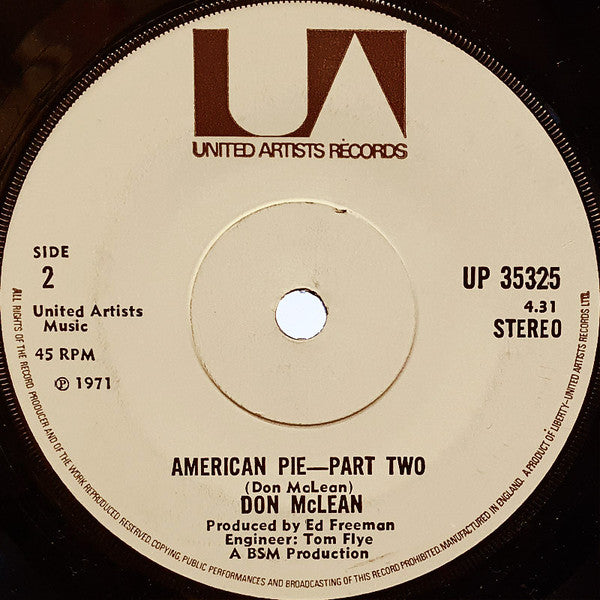 UA
UNITED ARTISTS RECORDS
SIDE
2
United Artists
Music
45 RPM
℗ 1971
UP 35325
4.31
STEREO
AMERICAN PIE—PART TWO
(Don McLean)
DON McLEAN
Produced by Ed Freeman
Engineer: Tom Flye
A BSM Production
ALL RIGHTS OF THE RECORD PRODUCER AND OF THE OWNER OF THE WORK REPRODUCED RESERVED. COPYING, PUBLIC PERFORMANCES AND BROADCASTING OF THIS RECORD PROHIBITED. MANUFACTURED IN ENGLAND. A PRODUCT OF LIBERTY–UNITED ARTISTS RECORDS LTD.